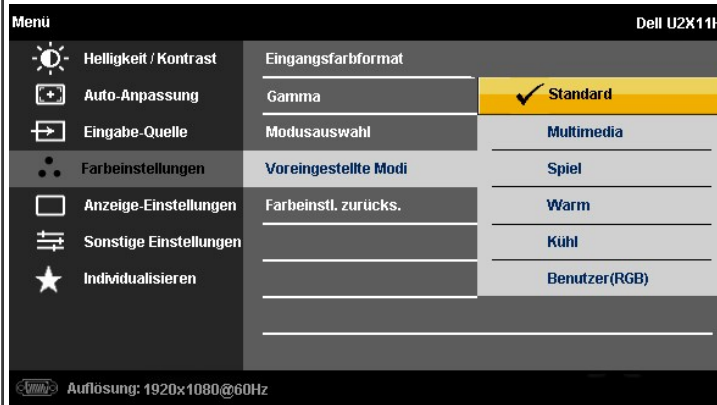 Menü
Dell U2X11H
Helligkeit / Kontrast
Auto-Anpassung
Eingabe-Quelle
Farbeinstellungen
Anzeige-Einstellungen
Sonstige Einstellungen
Individualisieren
Eingangsfarbformat
Gamma
Modusauswahl
Voreingestellte Modi
Farbeinstl. zurücks.
Standard
Multimedia
Spiel
Warm
Kühl
Benutzer(RGB)
Auflösung: 1920x1080@60Hz